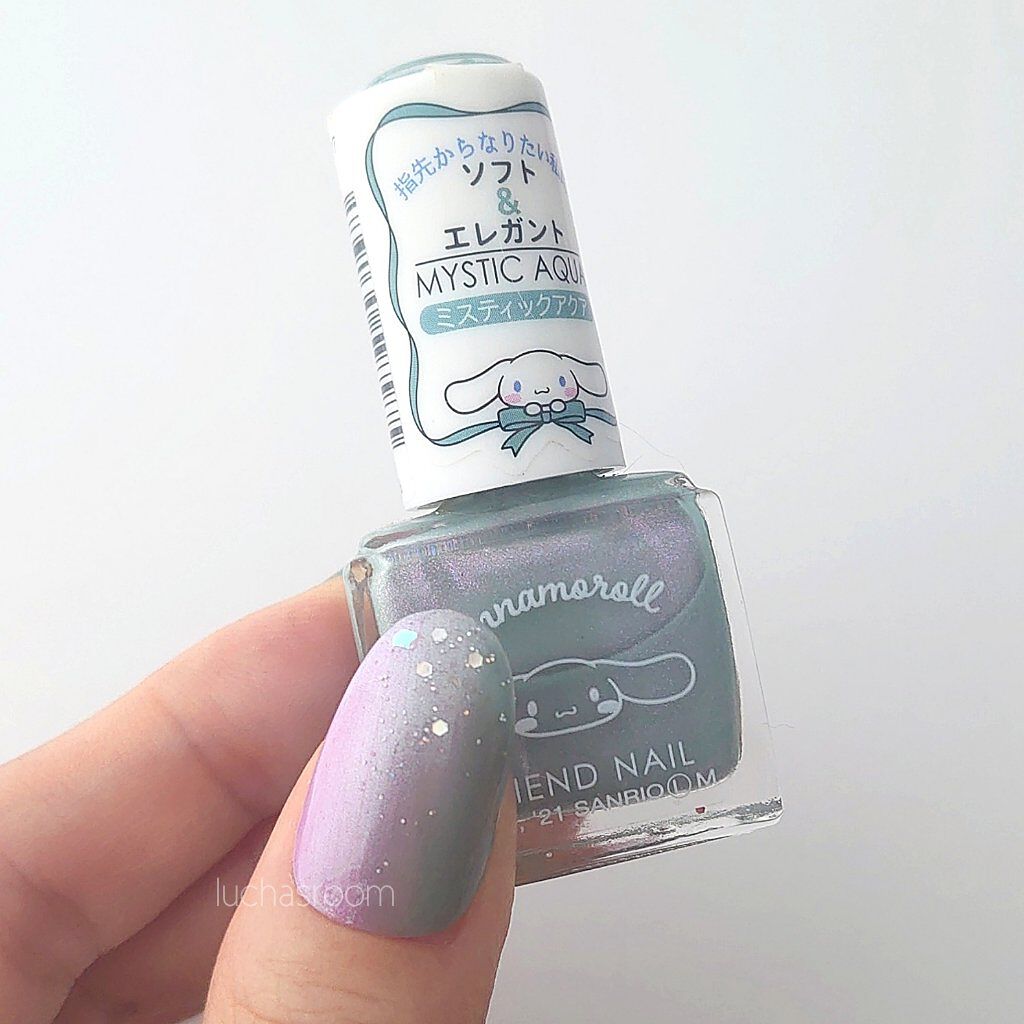 指先からなりたい私
ソフト
&
エレガント
MYSTIC AQUA
ミスティックアクア
nnamoroll
IEND NAIL
'21 SANRIO Ⓛ M
luchasroom